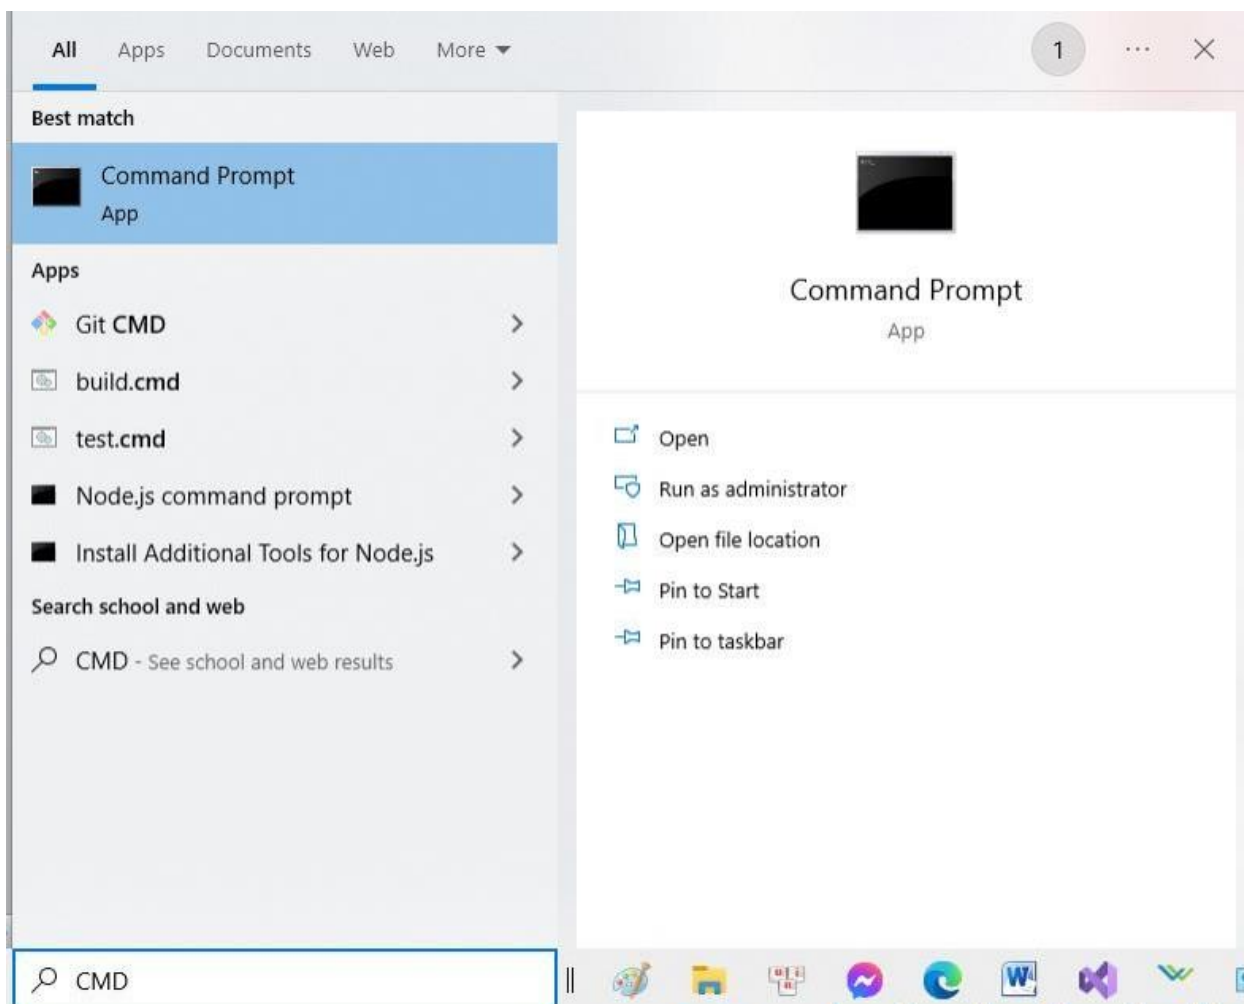 All Apps Documents Web More 1 ...
Best match
Command Prompt
App
Apps
Git CMD
build.cmd
test.cmd
Node.js command prompt
Install Additional Tools for Node.js
Search school and web
CMD - See school and web results
Command Prompt
App
Open
Run as administrator
Open file location
Pin to Start
Pin to taskbar
CMD
W